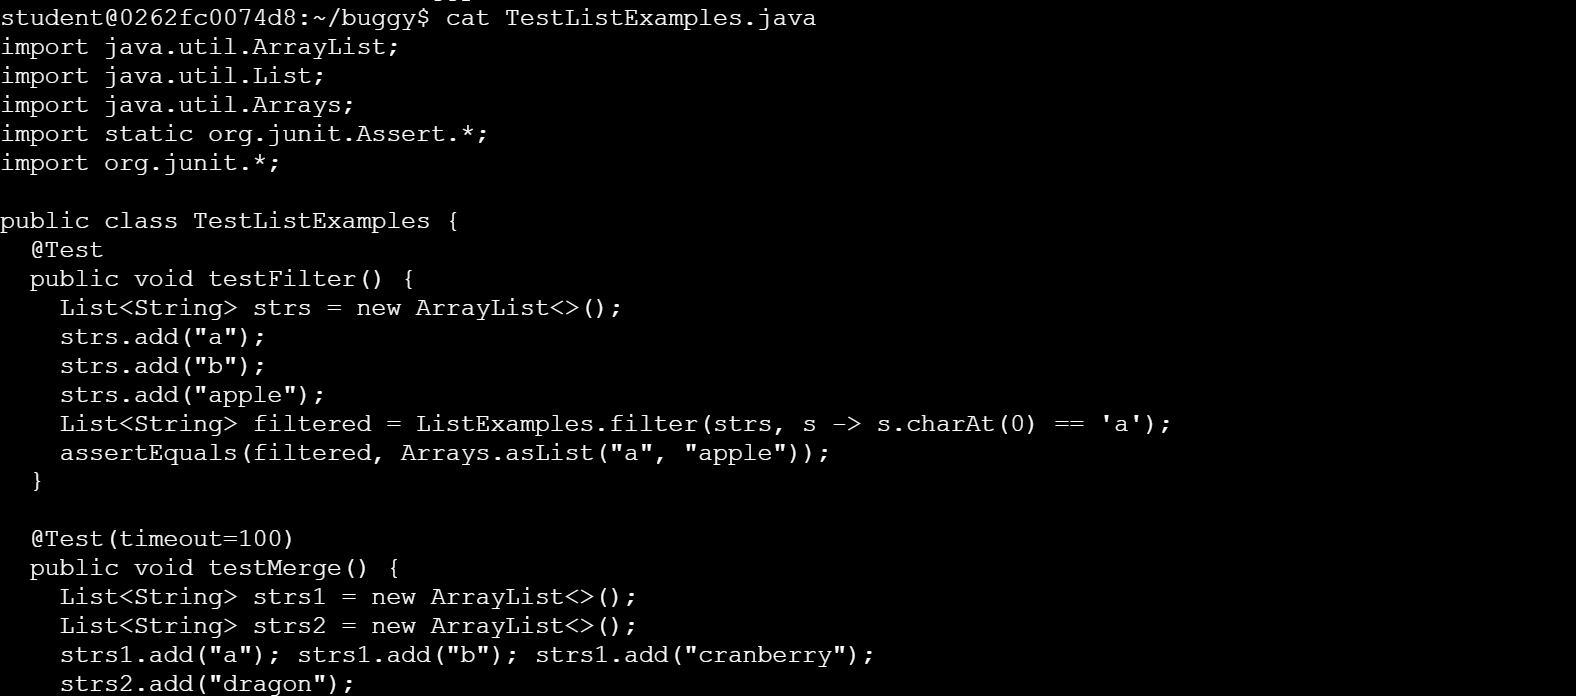 student@0262fc0074d8:~/buggy$ cat TestListExamples.java
import java.util.ArrayList;
import java.util.List;
import java.util.Arrays;
import static org.junit.Assert.*;
import org.junit.*;

public class TestListExamples {
  @Test
  public void testFilter() {
    List<String> strs = new ArrayList<>();
    strs.add("a");
    strs.add("b");
    strs.add("apple");
    List<String> filtered = ListExamples.filter(strs, s -> s.charAt(0) == 'a');
    assertEquals(filtered, Arrays.asList("a", "apple"));
  }

  @Test(timeout=100)
  public void testMerge() {
    List<String> strs1 = new ArrayList<>();
    List<String> strs2 = new ArrayList<>();
    strs1.add("a"); strs1.add("b"); strs1.add("cranberry");
    strs2.add("dragon");